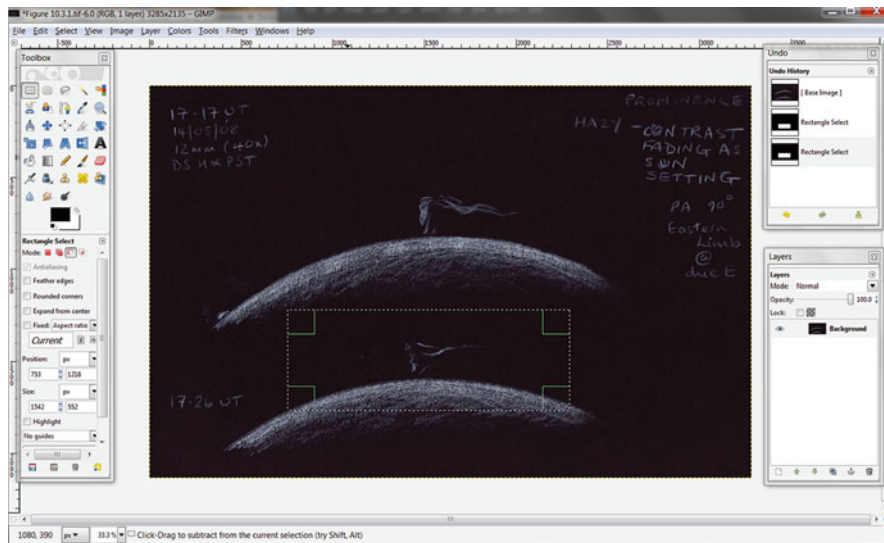 *Figure 10.3.1.tif-6.0 (RGB, 1 layer) 3285x2135 – GIMP
File Edit Select View Image Layer Colors Tools Filters Windows Help
Toolbox
Rectangle Select
Mode:
Antialiasing
Feather edges
Rounded corners
Expand from center
Fixed: Aspect ratio
Current
Position: px
753 1218
Size: px
1542 552
Highlight
No guides
17·17 UT
12mm (40x)
DS Hα PST
PROMINENCE
HAZY – CONTRAST
FADING AS
SUN
SETTING
PA 90°
Eastern
Limb
@
due E
17·26 UT
Undo
Undo History
[ Base Image ]
Rectangle Select
Rectangle Select
Layers
Layers
Mode: Normal
Opacity: 100.0
Lock:
Background
1080, 390 px 33.3 % Click-Drag to subtract from the current selection (try Shift, Alt)